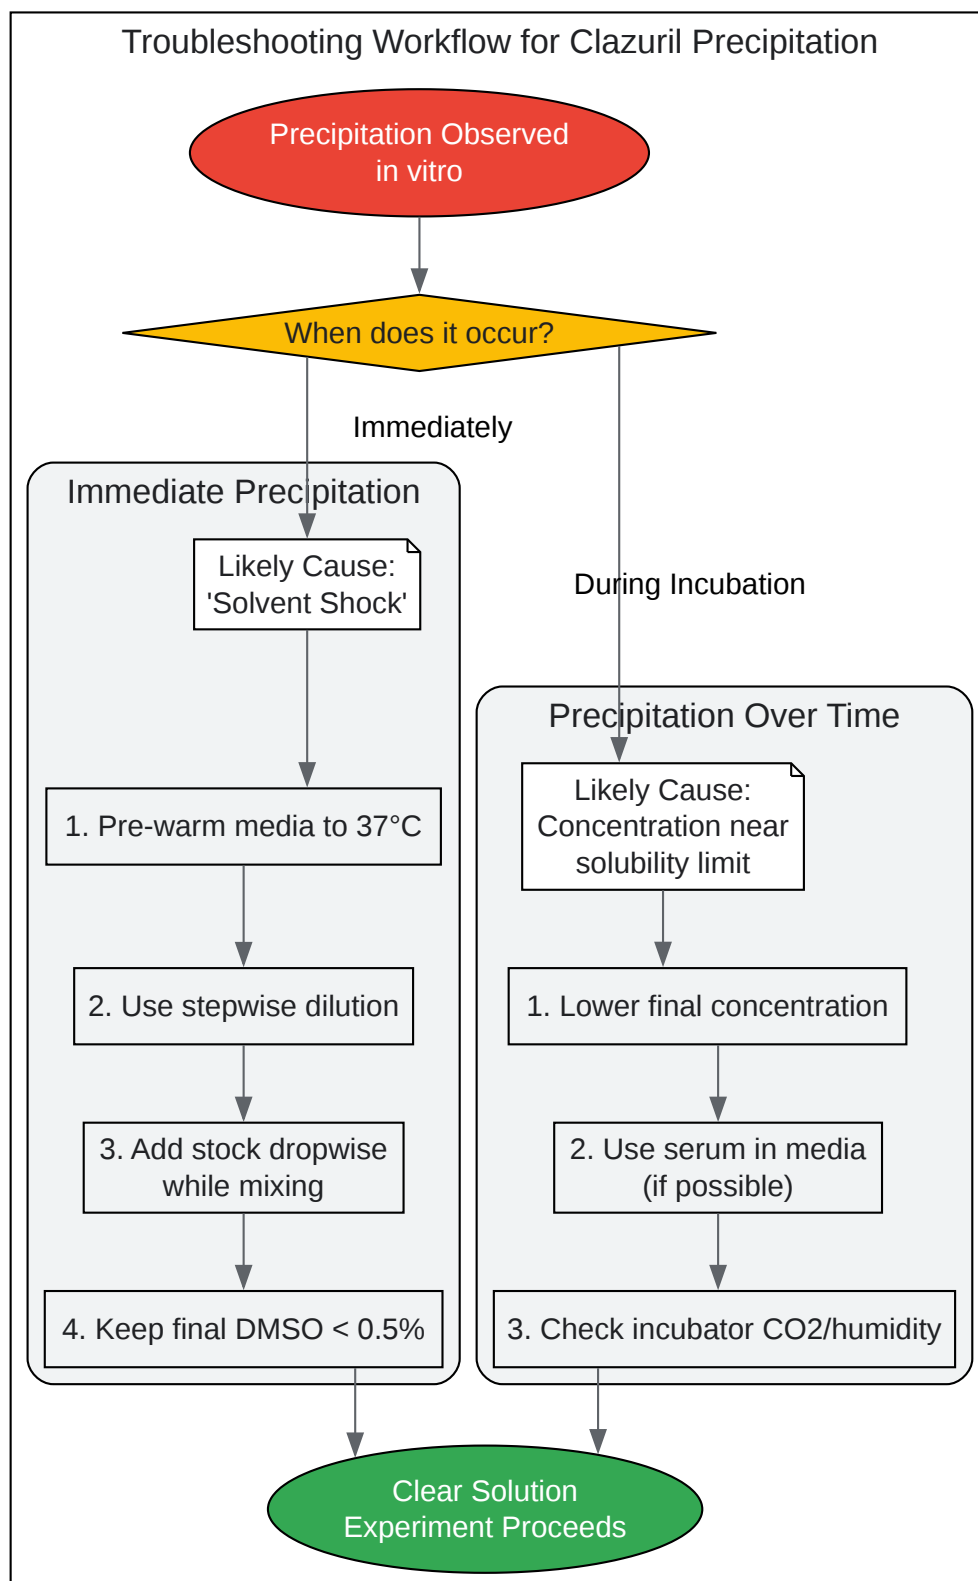 Troubleshooting Workflow for Clazuril Precipitation
Precipitation Observed
in vitro
When does it occur?
Immediately
Immediate Precipitation
Likely Cause:
'Solvent Shock'
1. Pre-warm media to 37°C
2. Use stepwise dilution
3. Add stock dropwise
while mixing
4. Keep final DMSO < 0.5%
During Incubation
Precipitation Over Time
Likely Cause:
Concentration near
solubility limit
1. Lower final concentration
2. Use serum in media
(if possible)
3. Check incubator CO2/humidity
Clear Solution
Experiment Proceeds